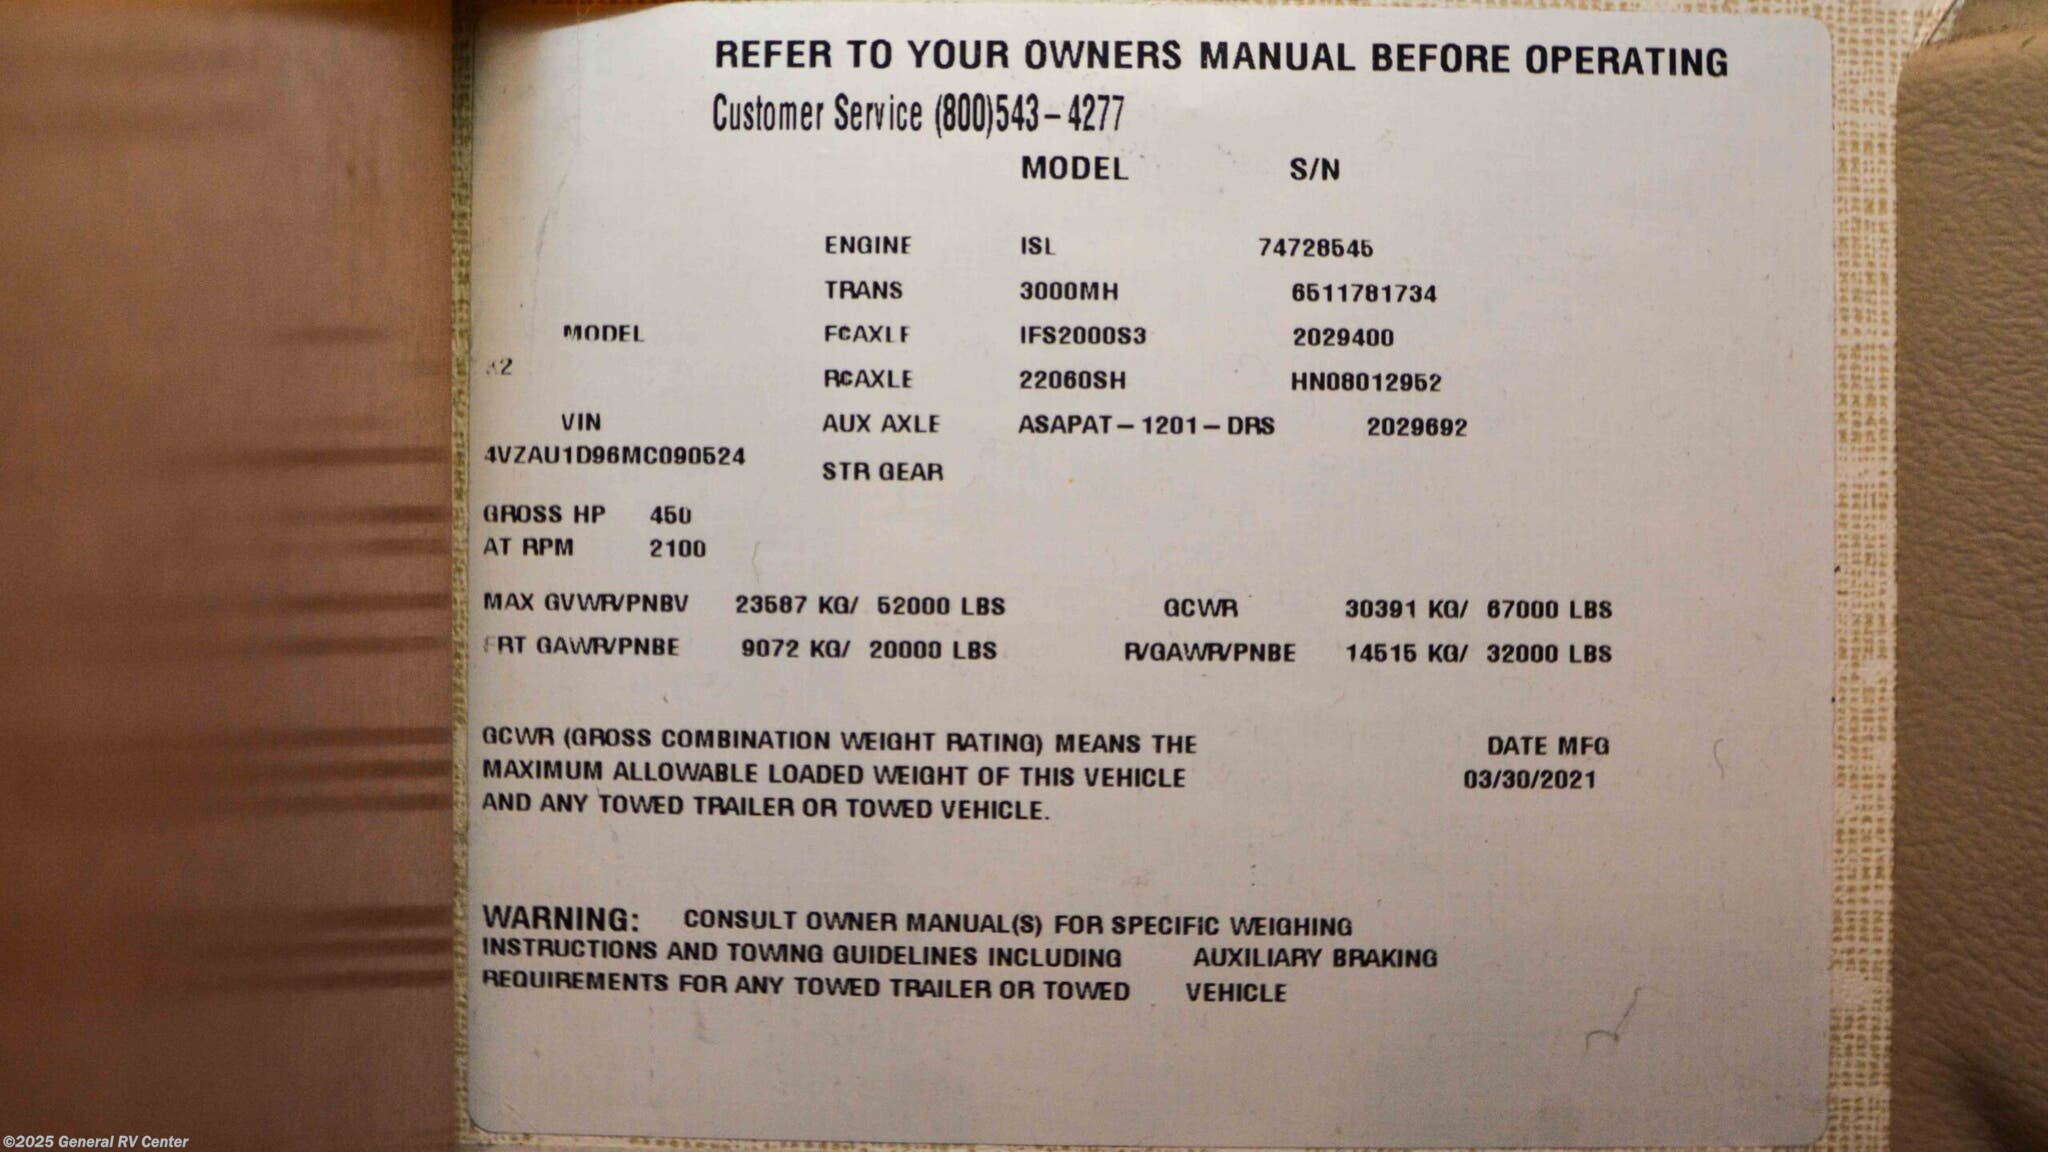 REFER TO YOUR OWNERS MANUAL BEFORE OPERATING
Customer Service (800)543-4277
MODEL S/N
ENGINE ISL 74728545
TRANS 3000MH 6511781734
MODEL FCAXLE IFS2000S3 2029400
RCAXLE 22060SH HN08012952
VIN AUX AXLE ASAPAT-1201-DRS 2029692
4VZAU1D96MC090524
STR GEAR
GROSS HP 450
AT RPM 2100
MAX GVWR/PNBV 23587 KG/ 52000 LBS GCWR 30391 KG/ 67000 LBS
FRT GAWR/PNBE 9072 KG/ 20000 LBS R/GAWR/PNBE 14515 KG/ 32000 LBS
GCWR (GROSS COMBINATION WEIGHT RATING) MEANS THE DATE MFG
MAXIMUM ALLOWABLE LOADED WEIGHT OF THIS VEHICLE 03/30/2021
AND ANY TOWED TRAILER OR TOWED VEHICLE.
WARNING: CONSULT OWNER MANUAL(S) FOR SPECIFIC WEIGHING
INSTRUCTIONS AND TOWING GUIDELINES INCLUDING AUXILIARY BRAKING
REQUIREMENTS FOR ANY TOWED TRAILER OR TOWED VEHICLE
©2025 General RV Center